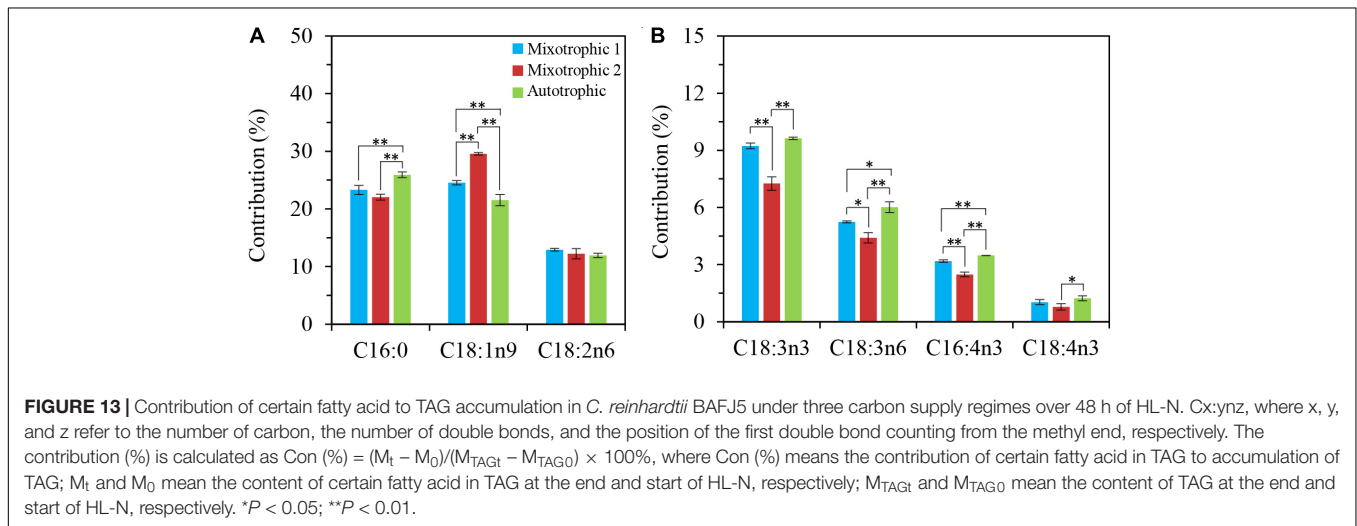 A
50
40
30
20
10
0
Contribution (%)
Mixotrophic 1
Mixotrophic 2
Autotrophic
**
**
**
**
**
C16:0 C18:1n9 C18:2n6
B
15
12
9
6
3
0
Contribution (%)
**
**
*
*
**
**
**
**
*
C18:3n3 C18:3n6 C16:4n3 C18:4n3
FIGURE 13 | Contribution of certain fatty acid to TAG accumulation in C. reinhardtii BAFJ5 under three carbon supply regimes over 48 h of HL-N. Cx:ynz, where x, y,
and z refer to the number of carbon, the number of double bonds, and the position of the first double bond counting from the methyl end, respectively. The
contribution (%) is calculated as Con (%) = (Mt – M0)/(MTAGt – MTAG0) × 100%, where Con (%) means the contribution of certain fatty acid in TAG to accumulation of
TAG; Mt and M0 mean the content of certain fatty acid in TAG at the end and start of HL-N, respectively; MTAGt and MTAG0 mean the content of TAG at the end and
start of HL-N, respectively. *P < 0.05; **P < 0.01.